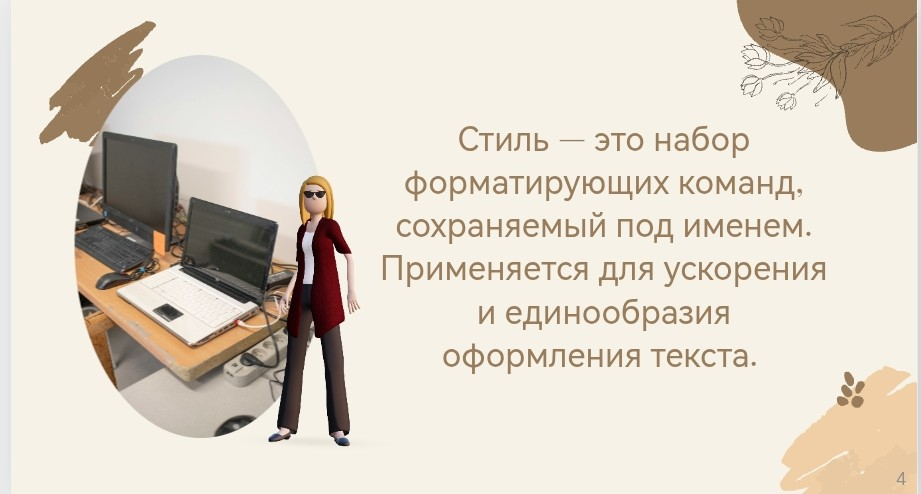 Стиль — это набор
форматирующих команд,
сохраняемый под именем.
Применяется для ускорения
и единообразия
оформления текста.
4